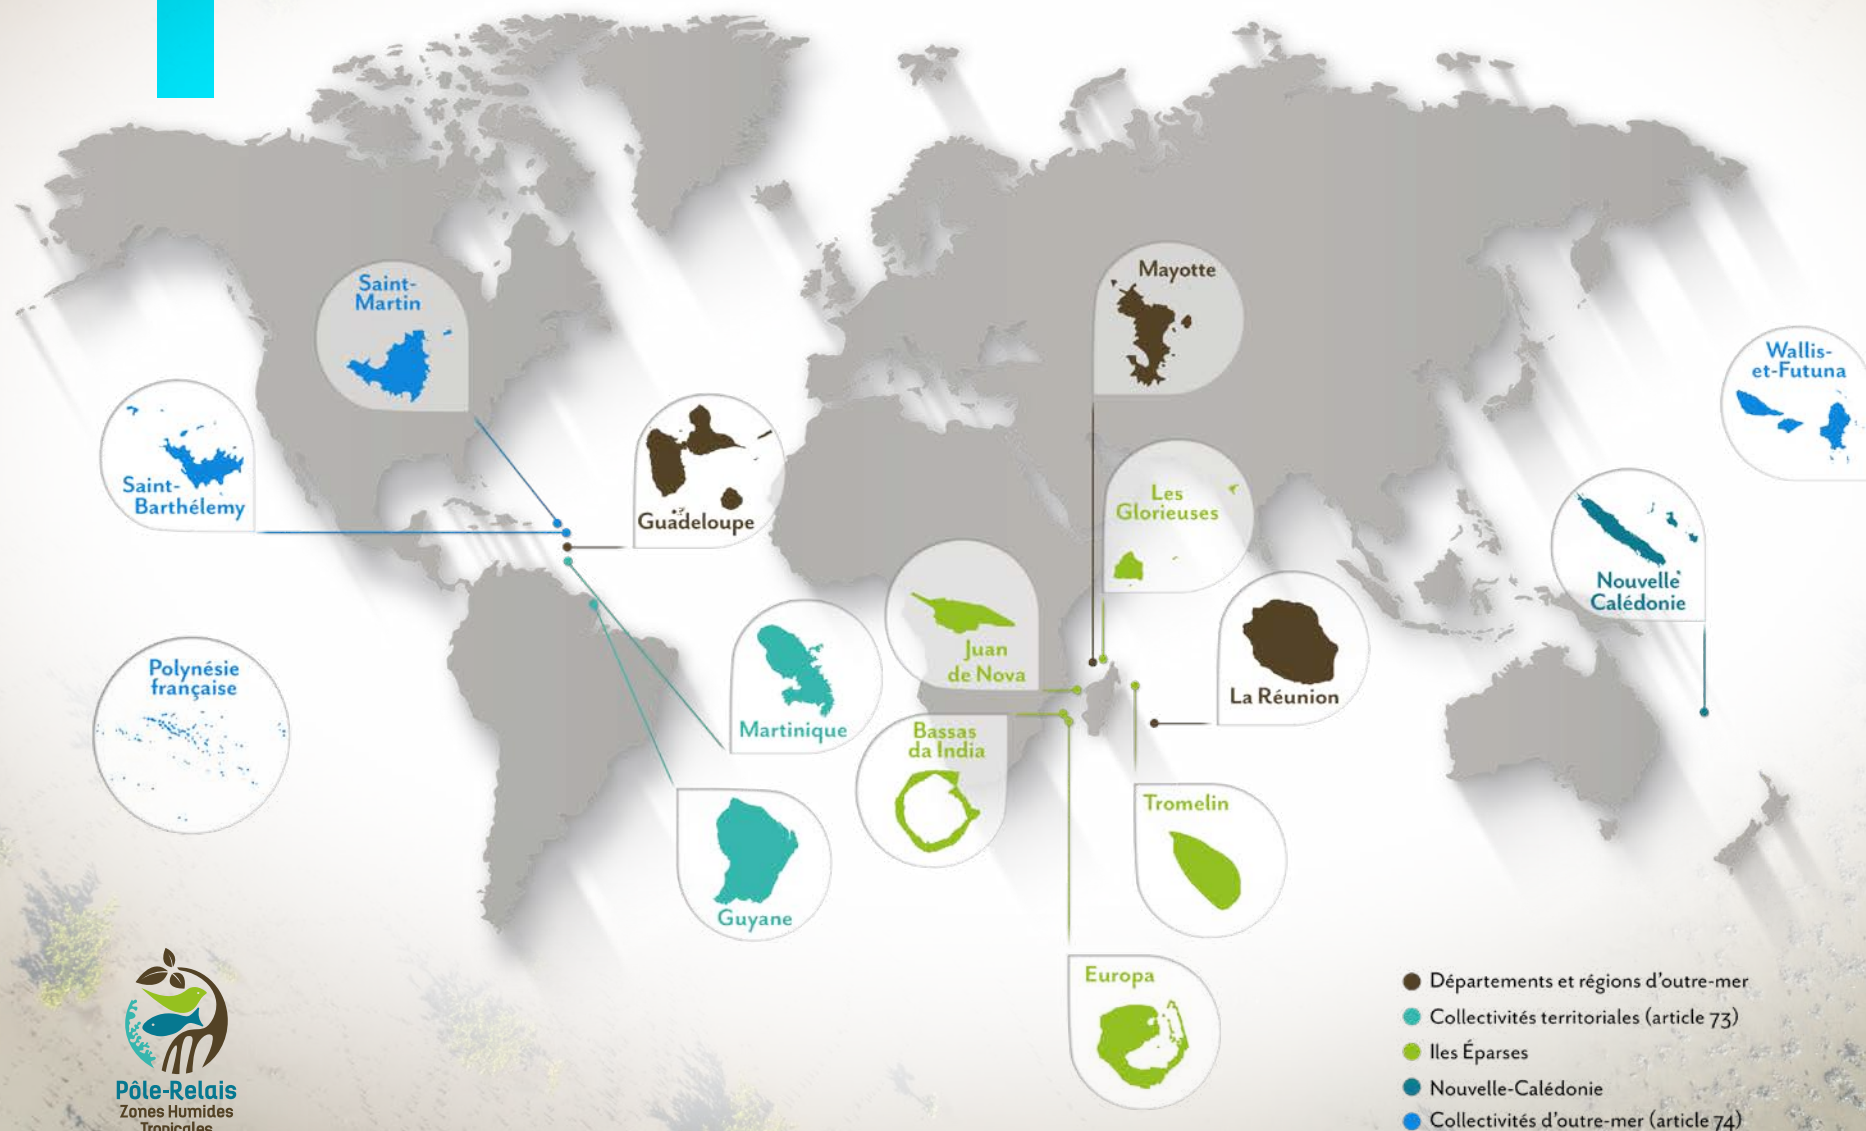 Saint-
Martin
Mayotte
Wallis-
et-Futuna
Saint-
Barthélemy
Guadeloupe
Les
Glorieuses
Nouvelle
Calédonie
Polynésie
française
Juan
de Nova
La Réunion
Martinique
Bassas
da India
Tromelin
Guyane
Europa
Départements et régions d'outre-mer
Collectivités territoriales (article 73)
Iles Éparses
Nouvelle-Calédonie
Collectivités d'outre-mer (article 74)
Pôle-Relais
Zones Humides
Tropicales